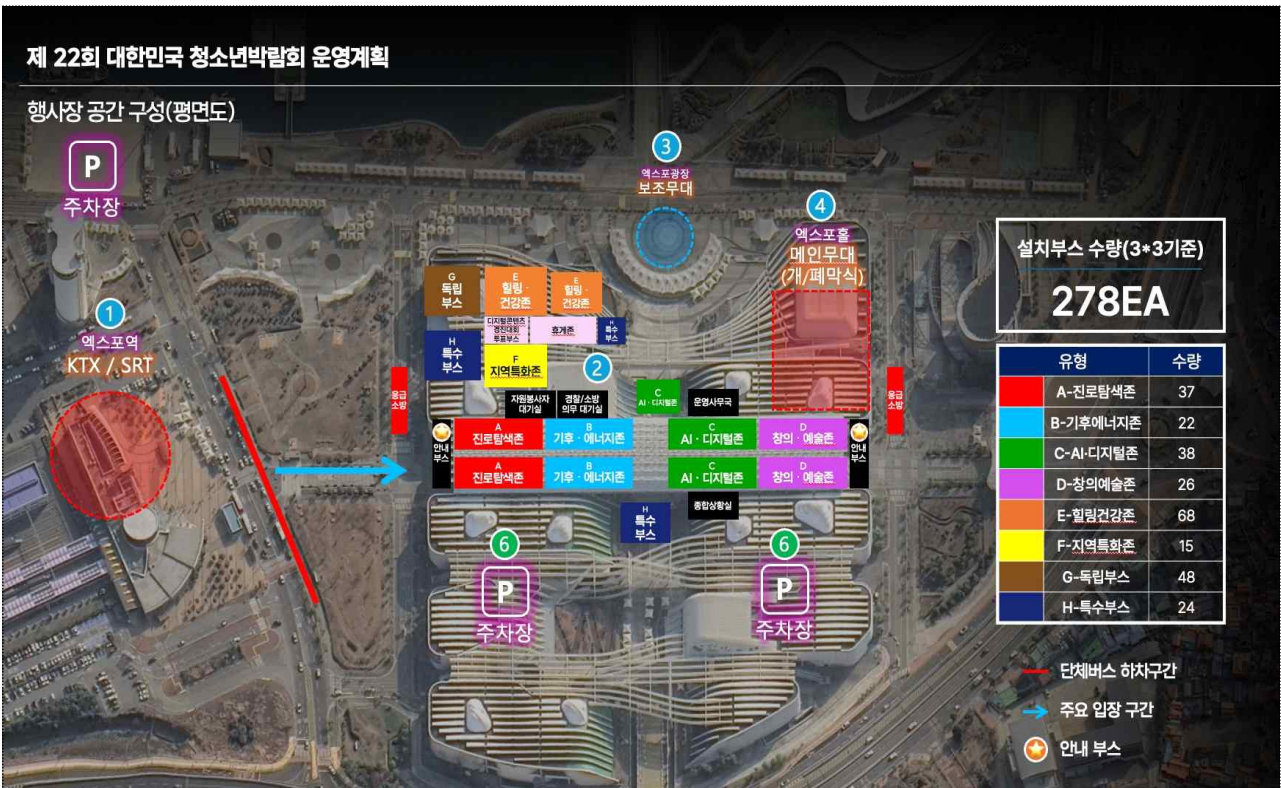 제 22회 대한민국 청소년박람회 운영계획
행사장 공간 구성(평면도)
P
주차장
1
엑스포역
KTX / SRT
3
엑스포광장
보조무대
4
엑스포홀
메인무대
(개/폐막식)
G
독립
부스
E
힐링·
건강존
E
힐링·
건강존
디지털콘텐츠
경진대회
투표부스
휴게존
H
특수
부스
H
특수
부스
F
지역특화존
2
응급
소방
자원봉사자
대기실
경찰/소방
의무 대기실
C
AI·디지털존
운영사무국
응급
소방
안내
부스
A
진로탐색존
B
기후·에너지존
C
AI·디지털존
D
창의·예술존
안내
부스
A
진로탐색존
B
기후·에너지존
C
AI·디지털존
D
창의·예술존
H
특수
부스
종합상황실
6
P
주차장
6
P
주차장
설치부스 수량(3*3기준)
278EA
유형 수량
A-진로탐색존 37
B-기후에너지존 22
C-AI·디지털존 38
D-창의예술존 26
E-힐링건강존 68
F-지역특화존 15
G-독립부스 48
H-특수부스 24
단체버스 하차구간
주요 입장 구간
안내 부스